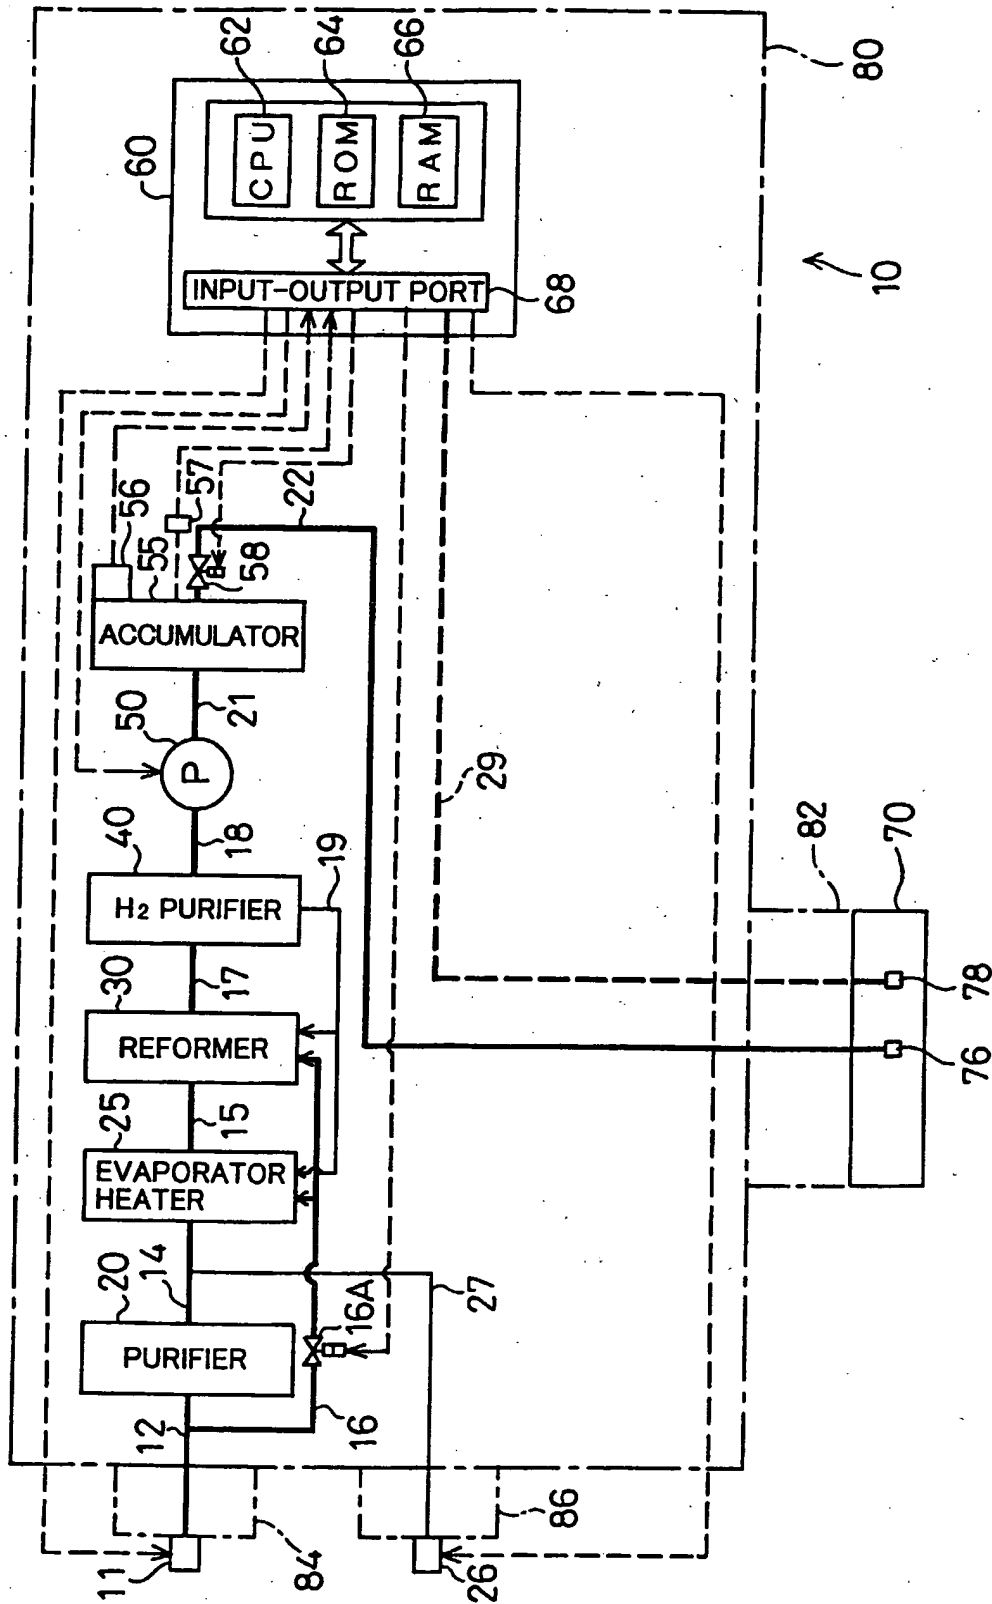 62
64
66
60
CPU
ROM
RAM
80
INPUT-OUTPUT PORT
68
10
56
57
55
58
22
ACCUMULATOR
50
21
P
29
40
18
H2 PURIFIER
19
82
70
30
17
REFORMER
78
76
25
15
EVAPORATOR
HEATER
20
14
16A
27
PURIFIER
12
16
11
84
26
86